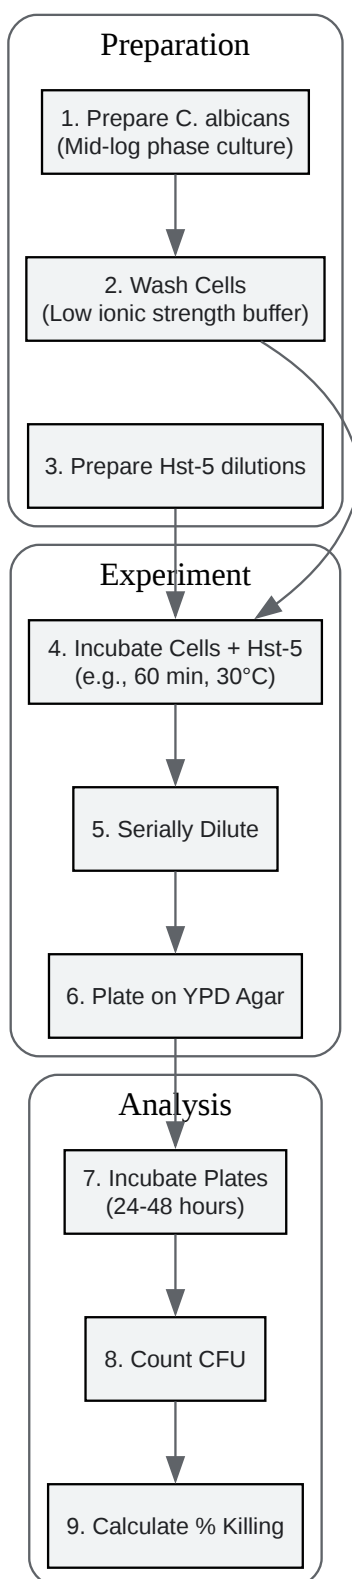 Preparation
1. Prepare C. albicans
(Mid-log phase culture)
2. Wash Cells
(Low ionic strength buffer)
3. Prepare Hst-5 dilutions
Experiment
4. Incubate Cells + Hst-5
(e.g., 60 min, 30°C)
5. Serially Dilute
6. Plate on YPD Agar
Analysis
7. Incubate Plates
(24-48 hours)
8. Count CFU
9. Calculate % Killing